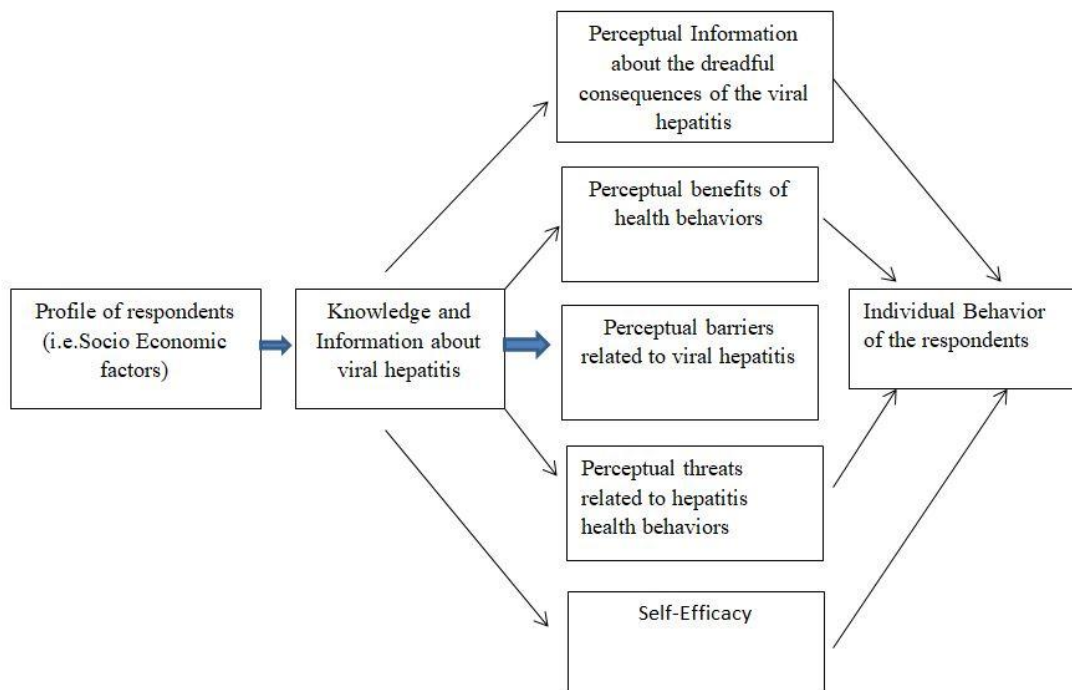 Perceptual Information
about the dreadful
consequences of the viral
hepatitis
Perceptual benefits of
health behaviors
Profile of respondents
(i.e.Socio Economic
factors)
Knowledge and
Information about
viral hepatitis
Perceptual barriers
related to viral hepatitis
Individual Behavior
of the respondents
Perceptual threats
related to hepatitis
health behaviors
Self-Efficacy